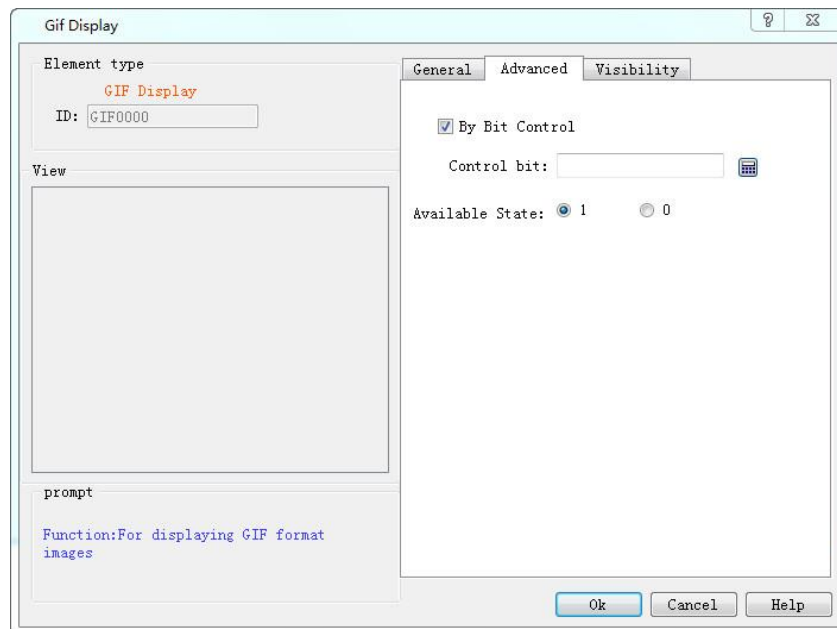 Gif Display
Element type
GIF Display
ID: GIF0000
View
prompt
Function:For displaying GIF format
images
General Advanced Visibility
By Bit Control
Control bit:
Available State: 1 0
Ok Cancel Help